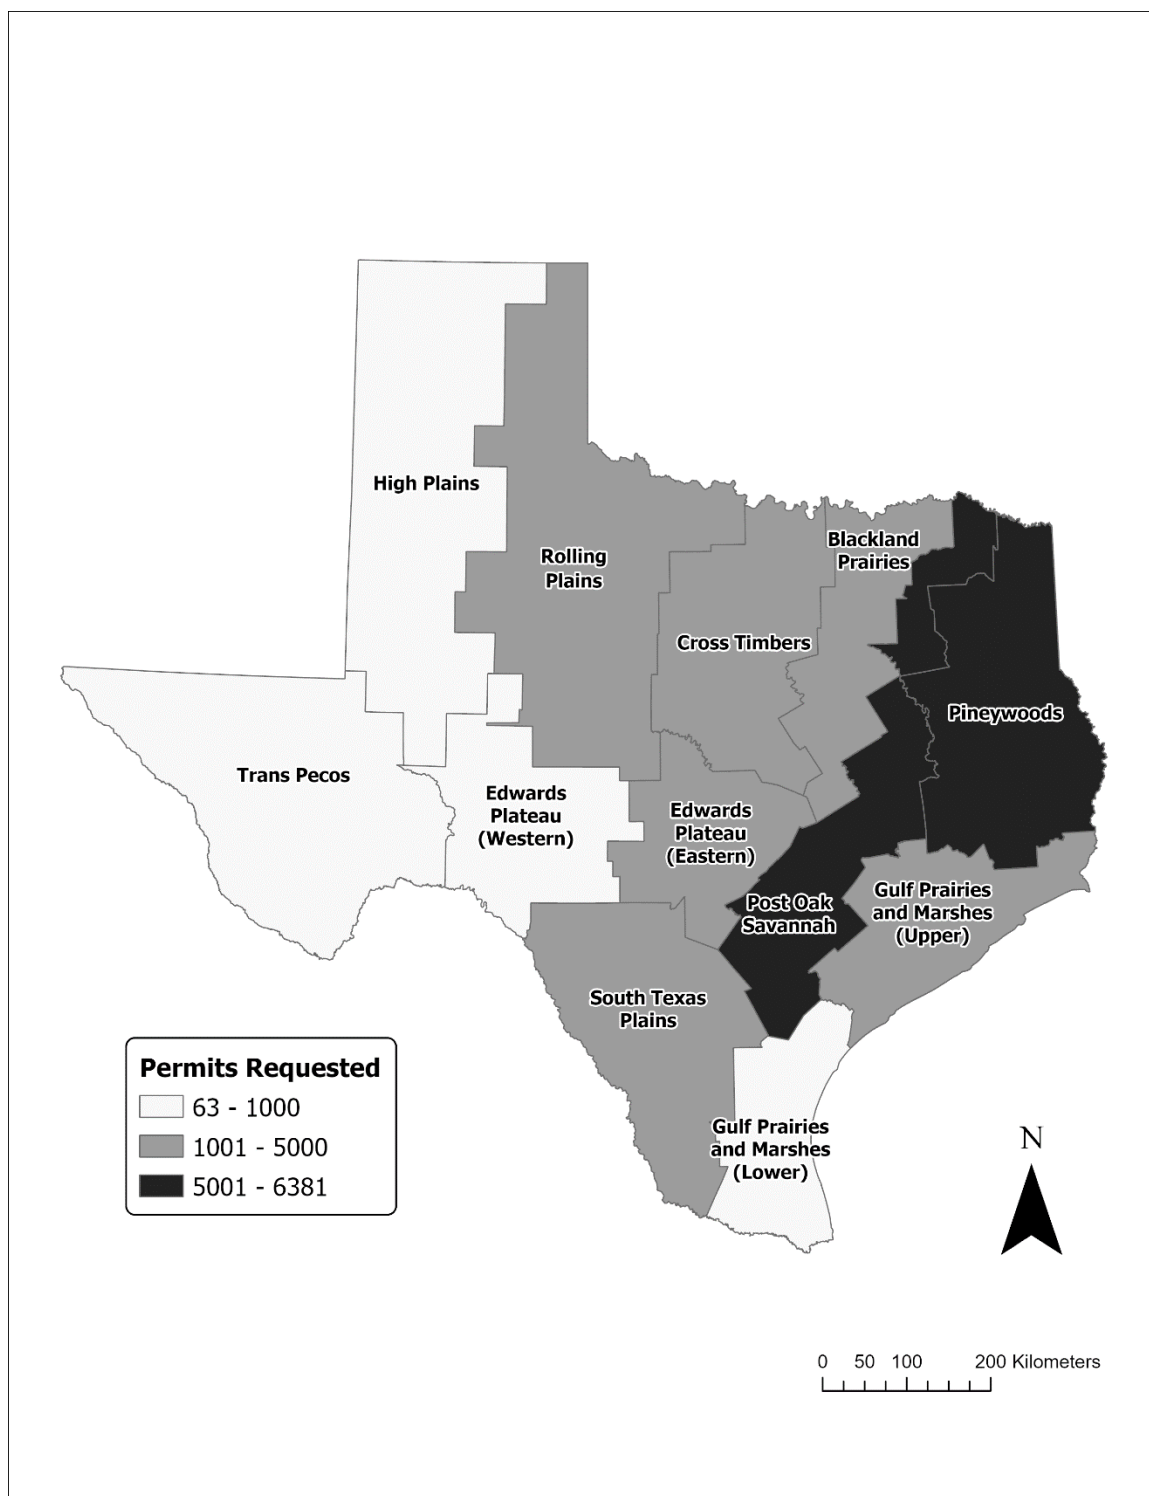 High Plains
Rolling
Plains
Blackland
Prairies
Cross Timbers
Pineywoods
Trans Pecos
Edwards
Plateau
(Western)
Edwards
Plateau
(Eastern)
Post Oak
Savannah
Gulf Prairies
and Marshes
(Upper)
South Texas
Plains
Gulf Prairies
and Marshes
(Lower)
Permits Requested
63 - 1000
1001 - 5000
5001 - 6381
N
0 50 100 200 Kilometers